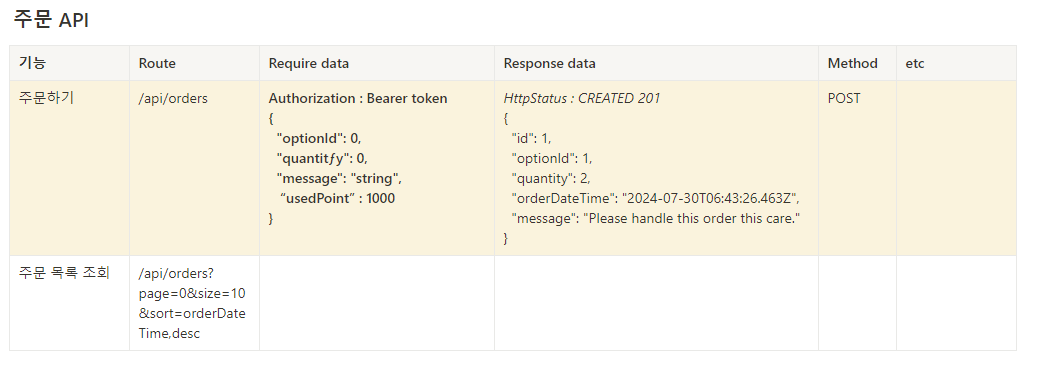 주문 API
기능 Route Require data Response data Method etc
주문하기 /api/orders Authorization : Bearer token HttpStatus : CREATED 201 POST
{ {
"optionId": 0, "id": 1,
"quantitƒy": 0, "optionId": 1,
"message": "string", "quantity": 2,
“usedPoint” : 1000 "orderDateTime": "2024-07-30T06:43:26.463Z",
} "message": "Please handle this order this care."
}
주문 목록 조회 /api/orders?
page=0&size=10
&sort=orderDate
Time,desc